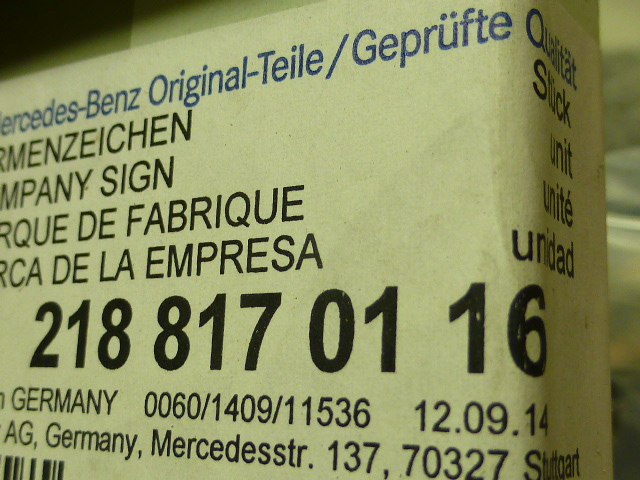 ercedes-Benz Original-Teile/Geprüfte Qualität
RMENZEICHEN Stück
MPANY SIGN unit
RQUE DE FABRIQUE unité
RCA DE LA EMPRESA unidad
218 817 01 16
n GERMANY 0060/1409/11536 12.09.14
AG, Germany, Mercedesstr. 137, 70327 Stuttgart